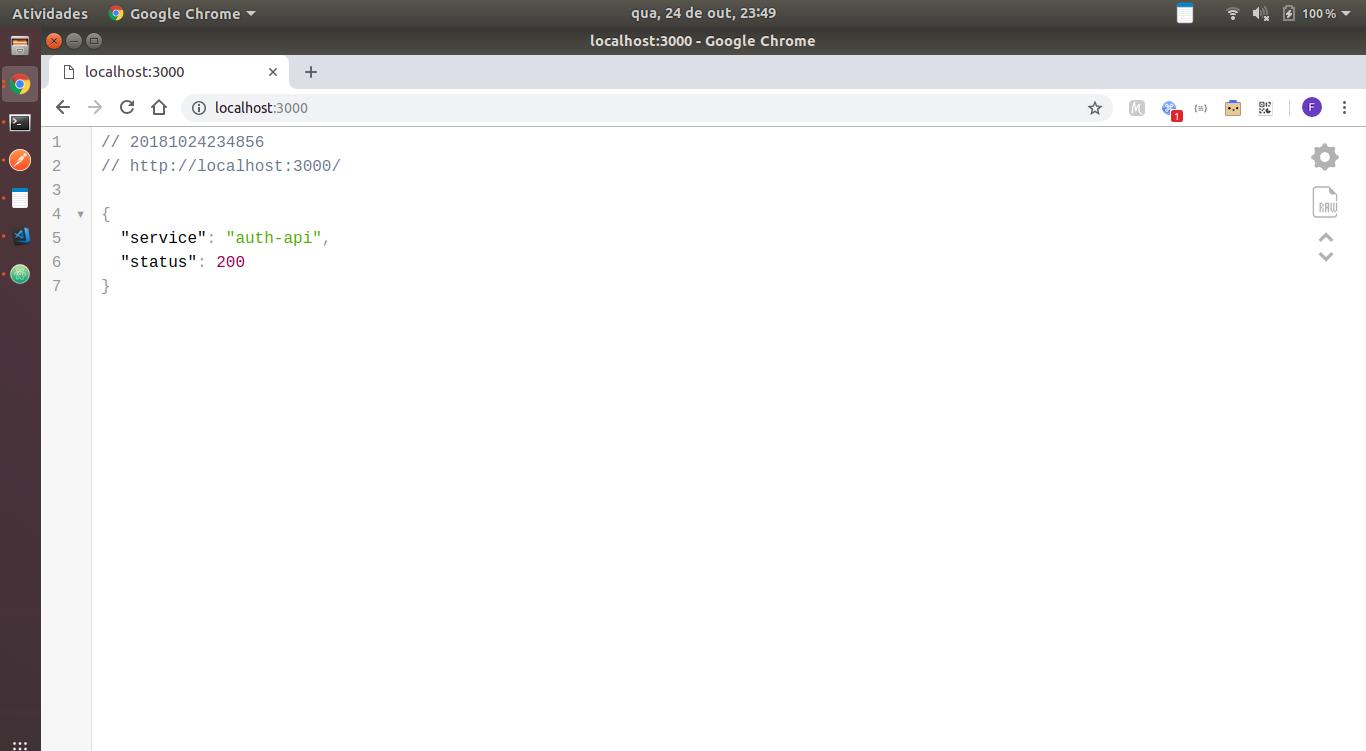 Atividades Google Chrome qua, 24 de out, 23:49 100 %
localhost:3000 - Google Chrome
localhost:3000
localhost:3000 M 1 F
1 // 20181024234856
2 // http://localhost:3000/
3
4 {
5 "service": "auth-api",
6 "status": 200
7 }
RAW